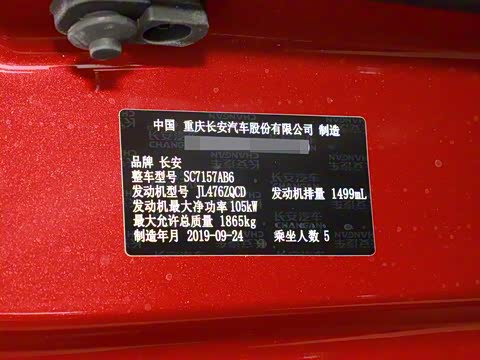 中国 重庆长安汽车股份有限公司 制造
品牌 长安
整车型号 SC7157AB6
发动机型号 JL476ZQCD 发动机排量 1499mL
发动机最大净功率 105kW
最大允许总质量 1865kg
制造年月 2019-09-24 乘坐人数 5